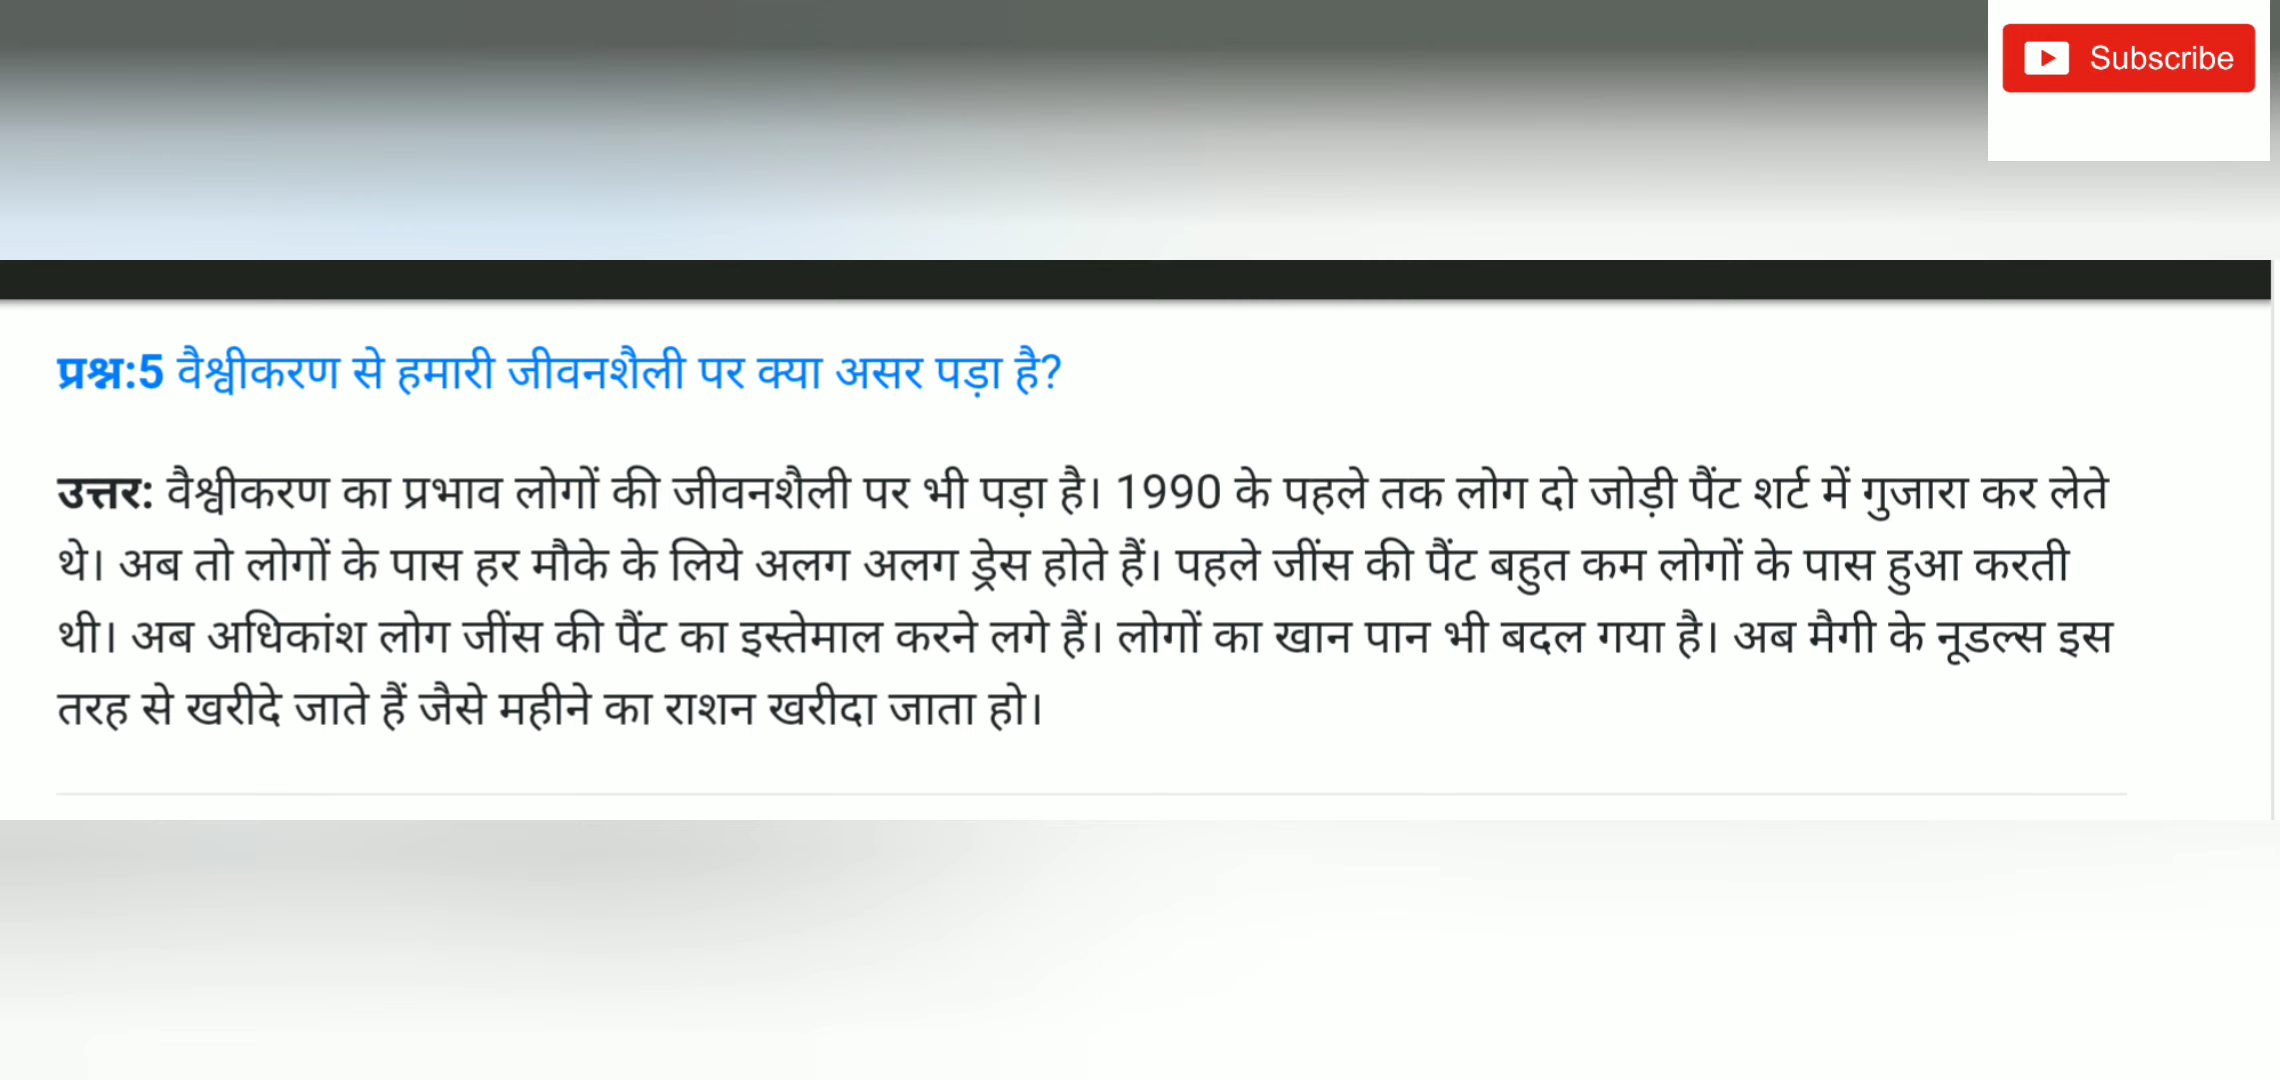 Subscribe
प्रश्न:5 वैश्वीकरण से हमारी जीवनशैली पर क्या असर पड़ा है?
उत्तर: वैश्वीकरण का प्रभाव लोगों की जीवनशैली पर भी पड़ा है। 1990 के पहले तक लोग दो जोड़ी पैंट शर्ट में गुजारा कर लेते
थे। अब तो लोगों के पास हर मौके के लिये अलग अलग ड्रेस होते हैं। पहले जींस की पैंट बहुत कम लोगों के पास हुआ करती
थी। अब अधिकांश लोग जींस की पैंट का इस्तेमाल करने लगे हैं। लोगों का खान पान भी बदल गया है। अब मैगी के नूडल्स इस
तरह से खरीदे जाते हैं जैसे महीने का राशन खरीदा जाता हो।